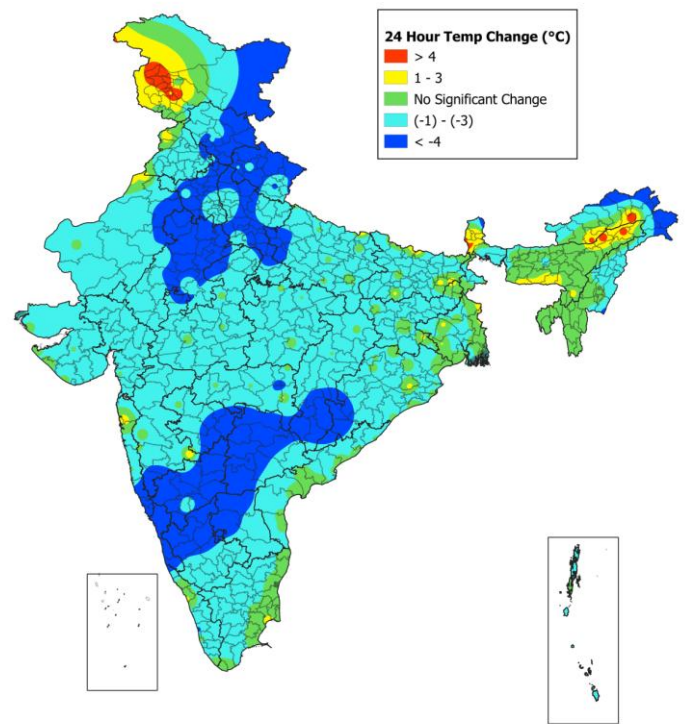 24 Hour Temp Change (°C)
> 4
1 - 3
No Significant Change
(-1) - (-3)
< -4